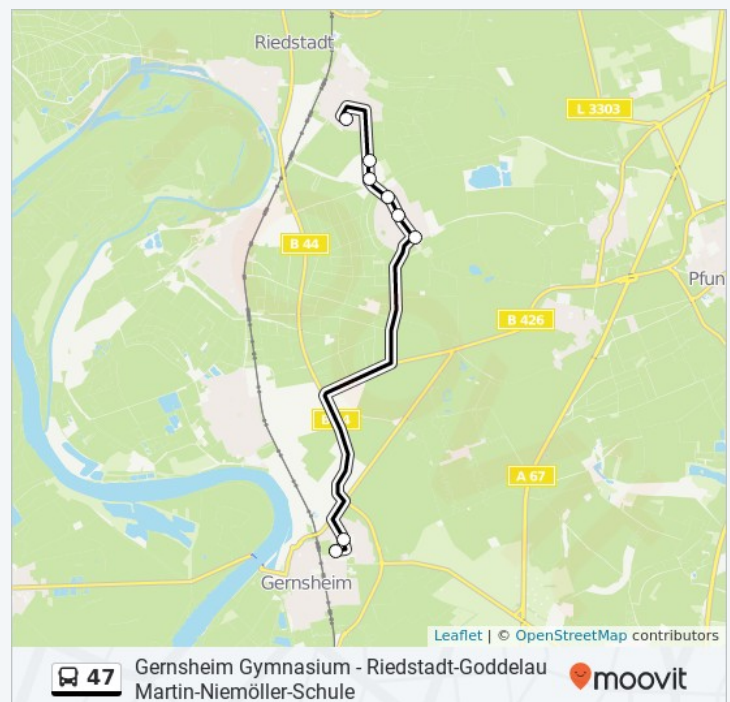 Riedstadt
L 3303
B 44
Pfun
B 426
A 67
Gernsheim
Leaflet | © OpenStreetMap contributors
47
Gernsheim Gymnasium - Riedstadt-Goddelau
Martin-Niemöller-Schule
moovit